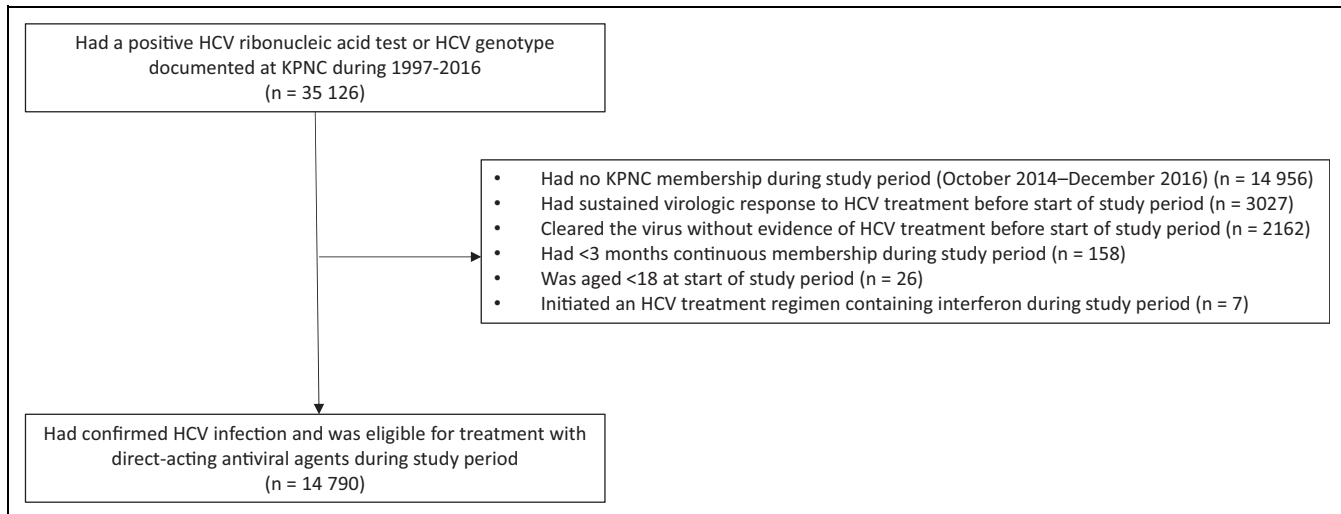 Had a positive HCV ribonucleic acid test or HCV genotype
documented at KPNC during 1997-2016
(n = 35 126)
• Had no KPNC membership during study period (October 2014–December 2016) (n = 14 956)
• Had sustained virologic response to HCV treatment before start of study period (n = 3027)
• Cleared the virus without evidence of HCV treatment before start of study period (n = 2162)
• Had <3 months continuous membership during study period (n = 158)
• Was aged <18 at start of study period (n = 26)
• Initiated an HCV treatment regimen containing interferon during study period (n = 7)
Had confirmed HCV infection and was eligible for treatment with
direct-acting antiviral agents during study period
(n = 14 790)